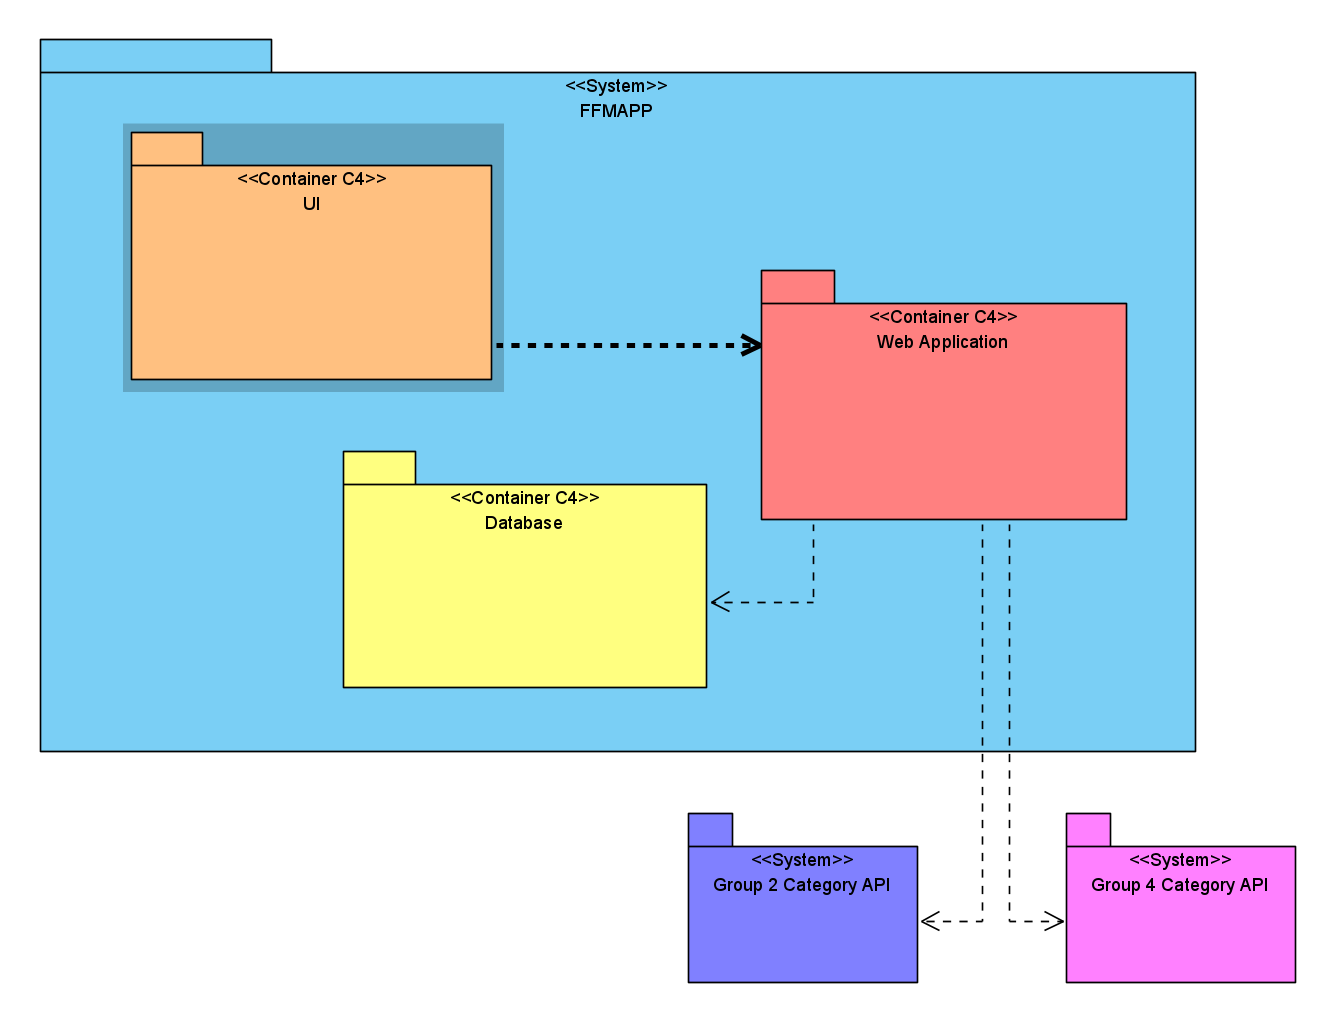 <<System>>
FFMAPP
<<Container C4>>
UI
<<Container C4>>
Web Application
<<Container C4>>
Database
<<System>>
Group 2 Category API
<<System>>
Group 4 Category API